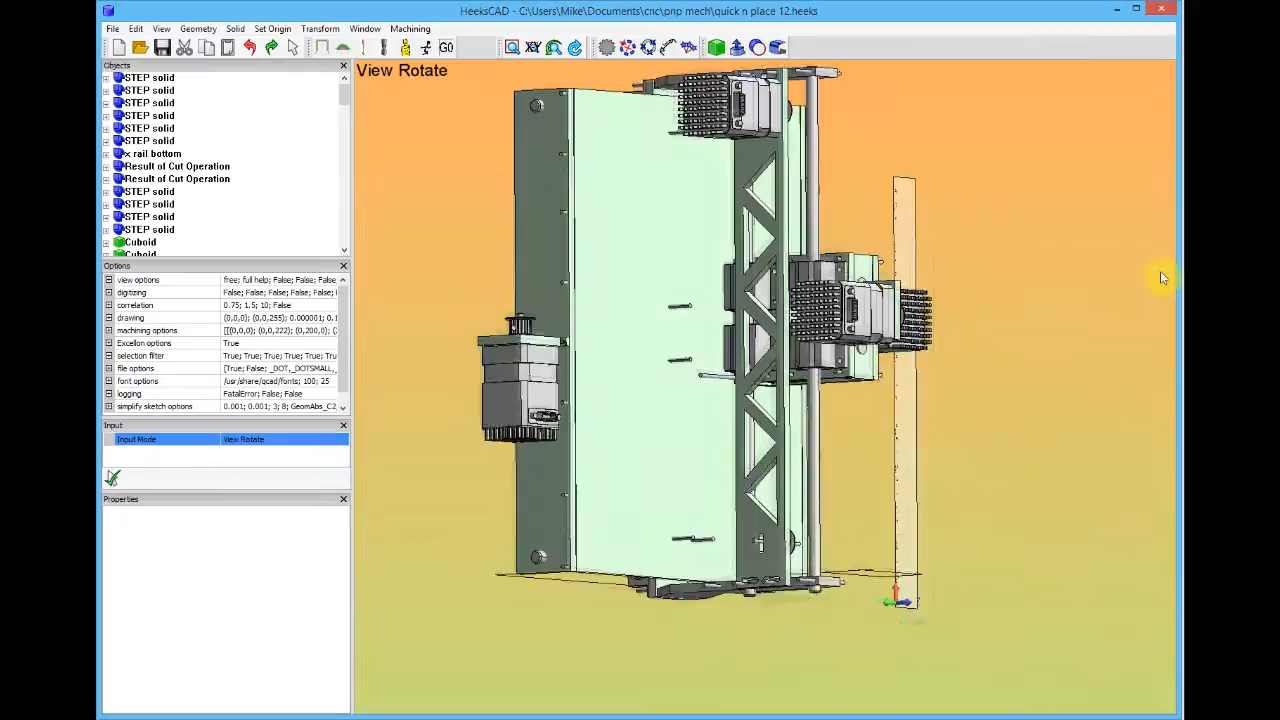 HeeksCAD - C:\Users\Mike\Documents\cnc\pnp mech\quick n place 12.heeks
File Edit View Geometry Solid Set Origin Transform Window Machining
G0
X-Y
Objects
STEP solid
STEP solid
STEP solid
STEP solid
STEP solid
STEP solid
x rail bottom
Result of Cut Operation
Result of Cut Operation
STEP solid
STEP solid
STEP solid
STEP solid
Cuboid
Cuboid
Options
view options free; full help; False; False; False
digitizing False; False; False; False; False
correlation 0.75; 1.5; 10; False
drawing (0,0,0); (0,0,255); 0.000001; 0.1
machining options [[(0,0,0); (0,0,222); (0,200,0); (
Excellon options True
selection filter True; True; True; True; True; Tru
file options [True; False; _DOT,_DOTSMALL,
font options /usr/share/qcad/fonts; 100; 25
logging FatalError; False; False
simplify sketch options 0.001; 0.001; 3; 8; GeomAbs_C2
Input
Input Mode View Rotate
Properties
View Rotate